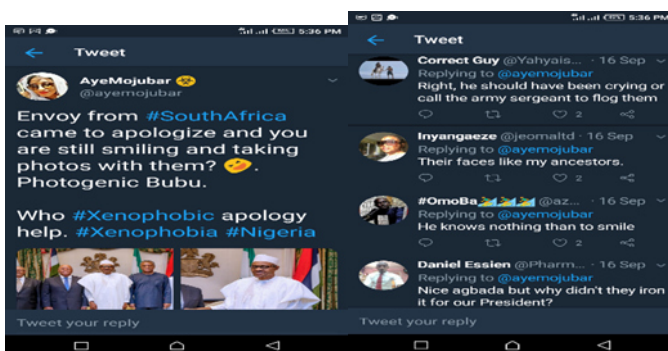 5:36 PM
Tweet
AyeMojubar
@ayemojubar
Envoy from #SouthAfrica
came to apologize and you
are still smiling and taking
photos with them? 🤣.
Photogenic Bubu.
Who #Xenophobic apology
help. #Xenophobia #Nigeria
Tweet your reply
5:36 PM
Tweet
Correct Guy @Yahyais... · 16 Sep
Replying to @ayemojubar
Right, he should have been crying or
call the army sergeant to flog them
2
Inyangaeze @jeomaltd · 16 Sep
Replying to @ayemojubar
Their faces like my ancestors.
2
#OmoBa @az... · 16 Sep
Replying to @ayemojubar
He knows nothing than to smile
2
Daniel Essien @Pharm... · 16 Sep
Replying to @ayemojubar
Nice agbada but why didn't they iron
it for our President?
Tweet your reply